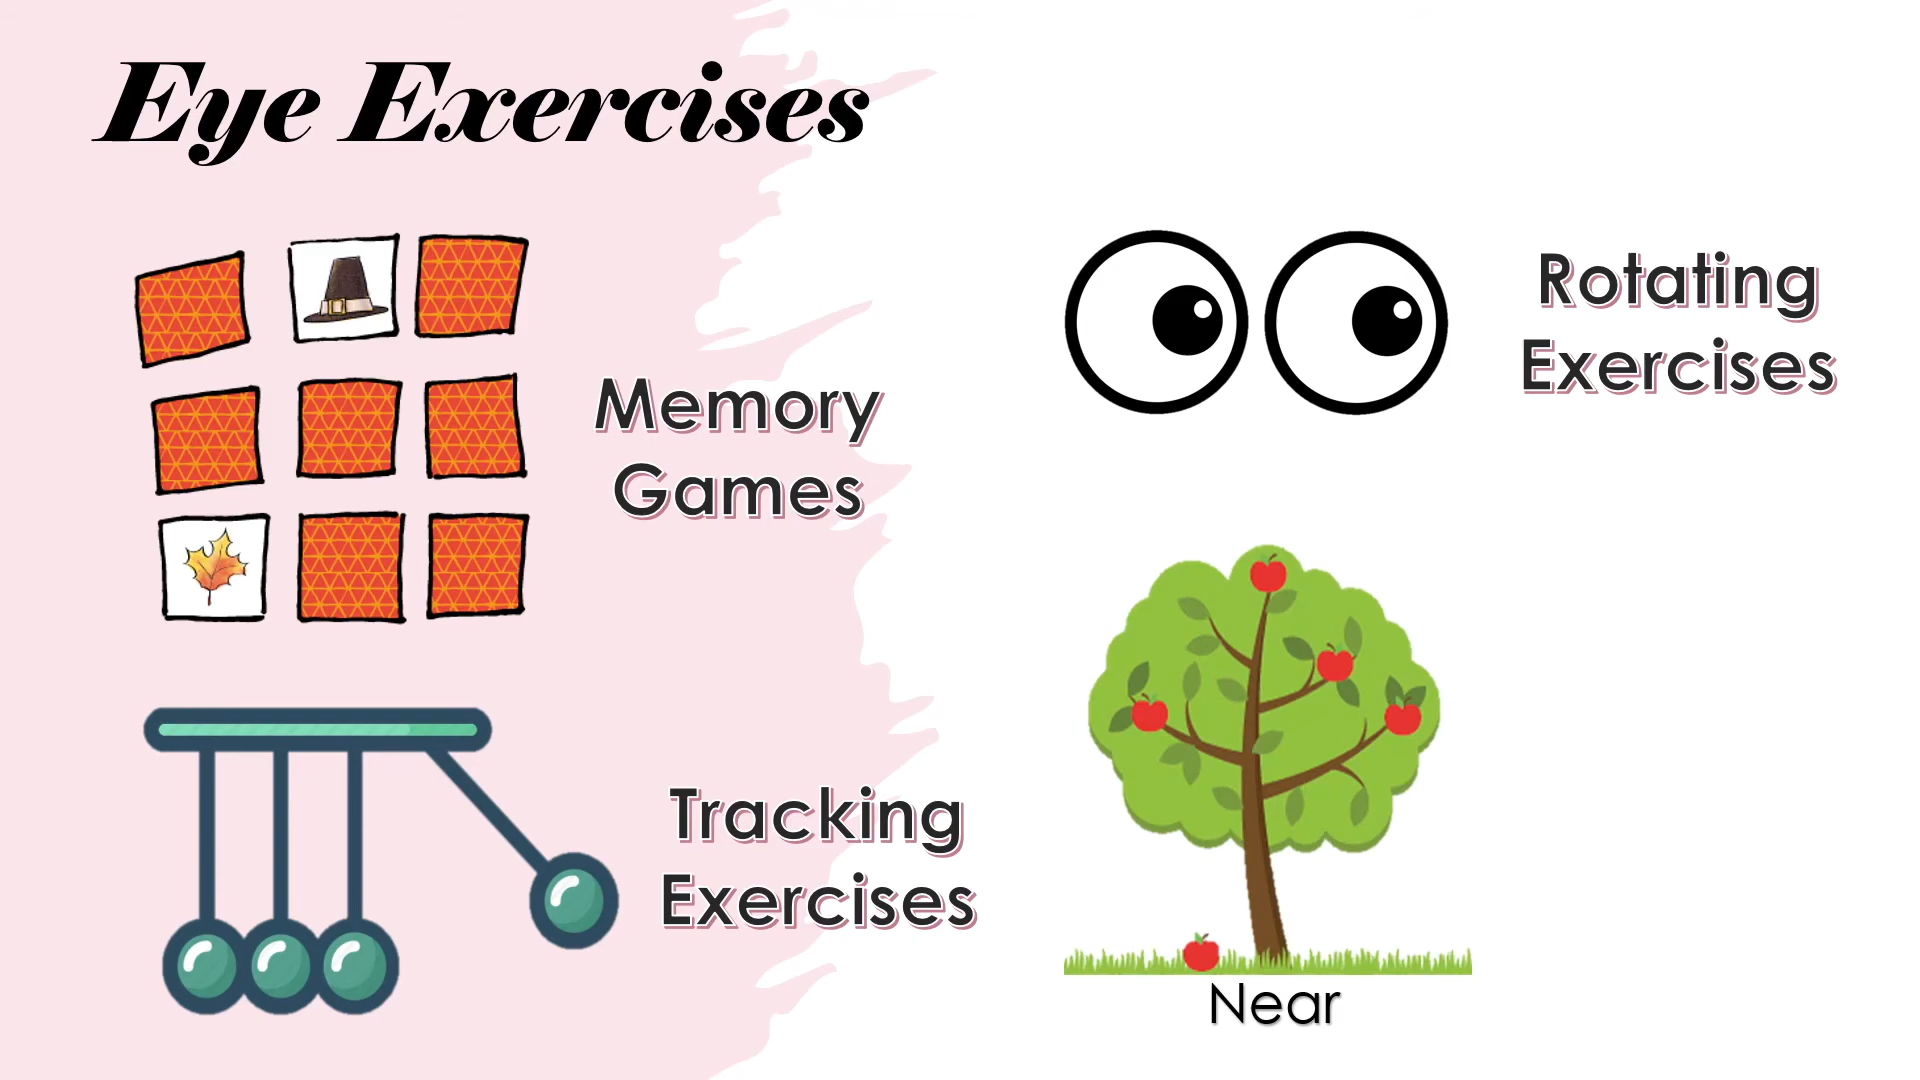 Eye Exercises
Memory
Games
Tracking
Exercises
Rotating
Exercises
Near